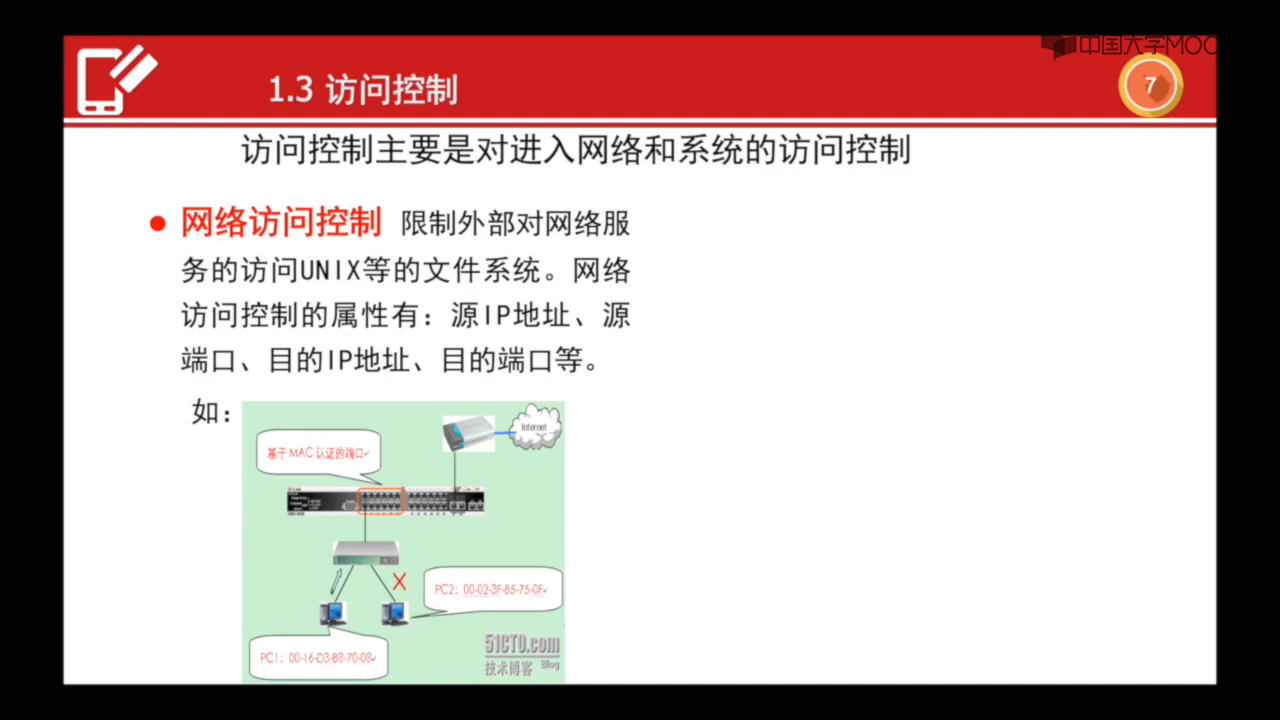 中国大学MOOC
1.3 访问控制
7
访问控制主要是对进入网络和系统的访问控制
网络访问控制 限制外部对网络服
务的访问UNIX等的文件系统。网络
访问控制的属性有：源IP地址、源
端口、目的IP地址、目的端口等。
如：
Internet
基于 MAC 认证的端口
PC2：00-02-3F-B5-75-0F
PC1：00-16-D3-B8-70-08
51CTO.com
技术博客 Blog